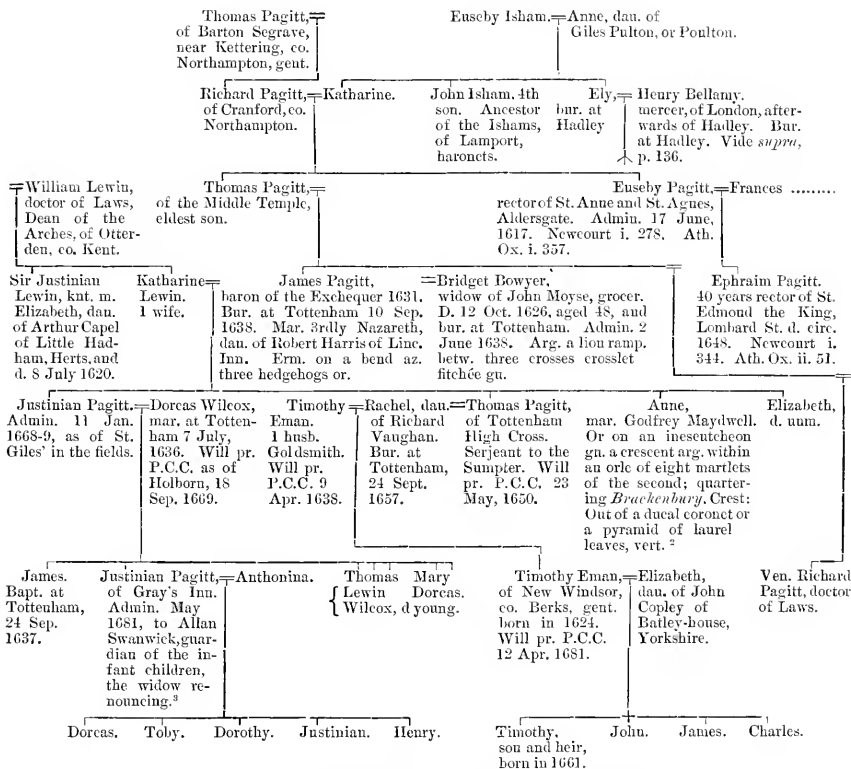 Thomas Pagitt,
of Barton Segrave,
near Kettering, co.
Northampton, gent.
Euseby Isham.
Anne, dau. of
Giles Pulton, or Poulton.
Richard Pagitt,
of Cranford, co.
Northampton.
Katharine.
John Isham, 4th
son. Ancestor
of the Ishams,
of Lamport,
baronets.
Ely,
bur. at
Hadley
Henry Bellamy,
mercer, of London, after-
wards of Hadley. Bur.
at Hadley. Vide supra,
p. 136.
William Lewin,
doctor of Laws,
Dean of the
Arches, of Otter-
den, co. Kent.
Thomas Pagitt,
of the Middle Temple,
eldest son.
Euseby Pagitt,
rector of St. Anne and St. Agnes,
Aldersgate. Admin. 17 June,
1617. Newcourt i. 278. Ath.
Ox. i. 357.
Frances .........
Sir Justinian
Lewin, knt. m.
Elizabeth, dau.
of Arthur Capel
of Little Had-
ham, Herts, and
d. 8 July 1620.
Katharine
Lewin.
1 wife.
James Pagitt,
baron of the Exchequer 1631.
Bur. at Tottenham 10 Sep.
1638. Mar. 3rdly Nazareth,
dau. of Robert Harris of Linc.
Inn. Erm. on a bend az.
three hedgehogs or.
Bridget Bowyer,
widow of John Moyse, grocer.
D. 12 Oct. 1626, aged 48, and
bur. at Tottenham. Admin. 2
June 1638. Arg. a lion ramp.
betw. three crosses crosslet
fitchée gu.
Ephraim Pagitt.
40 years rector of St.
Edmond the King,
Lombard St. d. circ.
1648. Newcourt i.
344. Ath. Ox. ii. 51.
Justinian Pagitt.
Admin. 11 Jan.
1668-9, as of St.
Giles' in the fields.
Dorcas Wilcox,
mar. at Totten-
ham 7 July,
1636. Will pr.
P.C.C. as of
Holborn, 18
Sep. 1669.
Timothy
Eman.
1 husb.
Goldsmith.
Will pr.
P.C.C. 9
Apr. 1638.
Rachel, dau.
of Richard
Vaughan.
Bur. at
Tottenham,
24 Sept.
1657.
Thomas Pagitt,
of Tottenham
High Cross.
Serjeant to the
Sumpter. Will
pr. P.C.C. 23
May, 1650.
Anne,
mar. Godfrey Maydwell.
Or on an inescutcheon
gu. a crescent arg. within
an orle of eight martlets
of the second; quarter-
ing Brackenbury. Crest:
Out of a ducal coronet or
a pyramid of laurel
leaves, vert. ²
Elizabeth,
d. unm.
James.
Bapt. at
Tottenham,
24 Sep.
1637.
Justinian Pagitt,
of Gray's Inn.
Admin. May
1681, to Allan
Swanwick, guar-
dian of the in-
fant children,
the widow re-
nouncing.³
Anthonina.
Thomas Mary
Lewin Dorcas.
Wilcox, d young.
Timothy Eman,
of New Windsor,
co. Berks, gent.
born in 1624.
Will pr. P.C.C.
12 Apr. 1681.
Elizabeth,
dau. of John
Copley of
Batley-house,
Yorkshire.
Ven. Richard
Pagitt, doctor
of Laws.
Dorcas. Toby. Dorothy. Justinian. Henry.
Timothy,
son and heir,
born in 1661.
John. James. Charles.